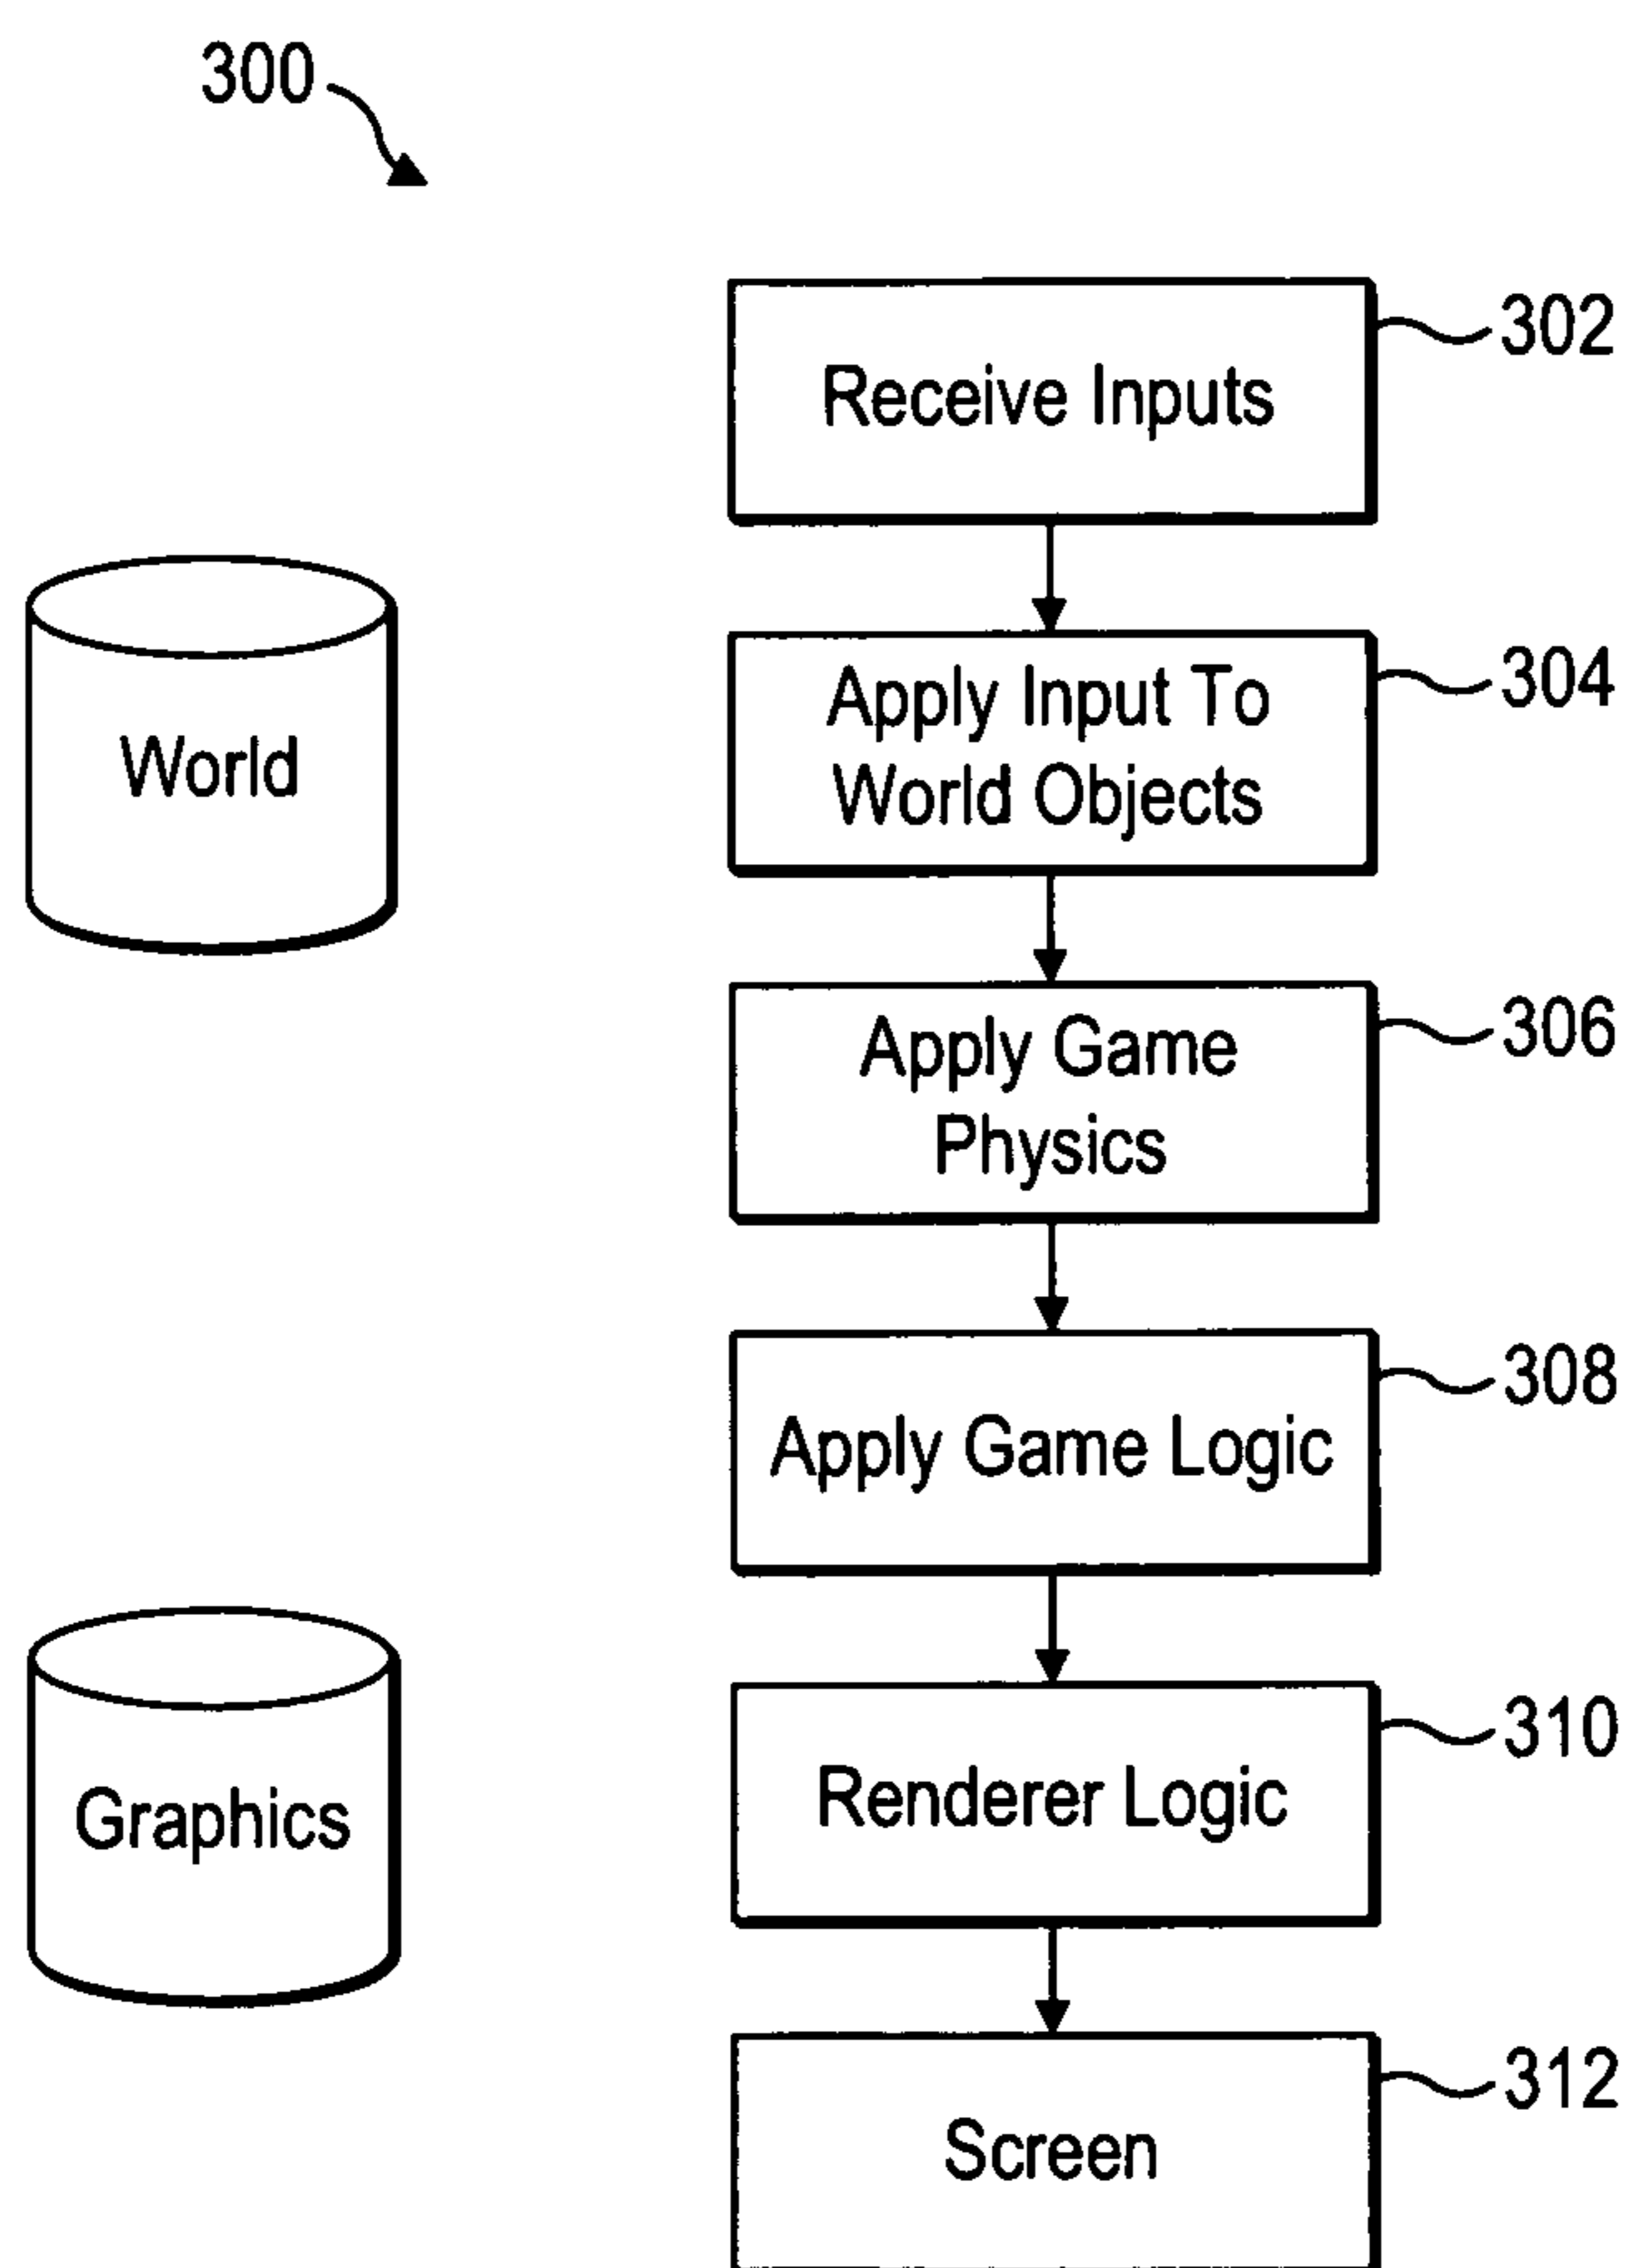 300
Receive Inputs
302
World
Apply Input To
World Objects
304
Apply Game
Physics
306
Apply Game Logic
308
Graphics
Renderer Logic
310
Screen
312